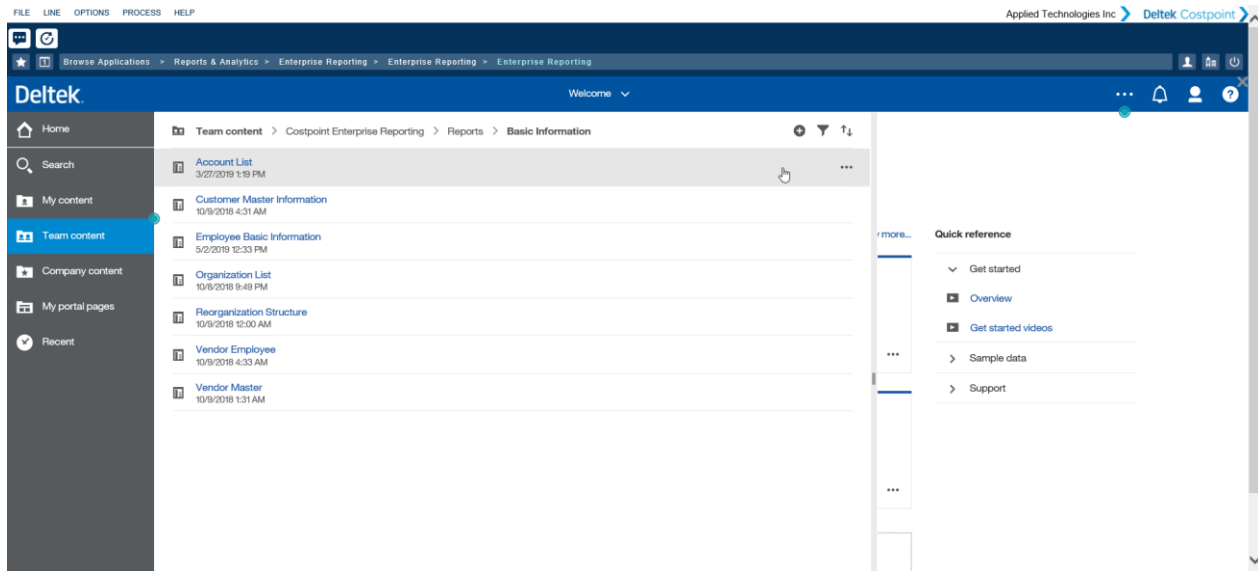 FILE LINE OPTIONS PROCESS HELP
Applied Technologies Inc Deltek Costpoint
Browse Applications > Reports & Analytics > Enterprise Reporting > Enterprise Reporting > Enterprise Reporting
Deltek.
Welcome
Home
Search
My content
Team content
Company content
My portal pages
Recent
Team content > Costpoint Enterprise Reporting > Reports > Basic Information
Account List
3/27/2019 1:19 PM
Customer Master Information
10/9/2018 4:31 AM
Employee Basic Information
5/2/2019 12:33 PM
Organization List
10/8/2018 9:49 PM
Reorganization Structure
10/9/2018 12:00 AM
Vendor Employee
10/9/2018 4:33 AM
Vendor Master
10/9/2018 1:31 AM
more...
Quick reference
Get started
Overview
Get started videos
Sample data
Support